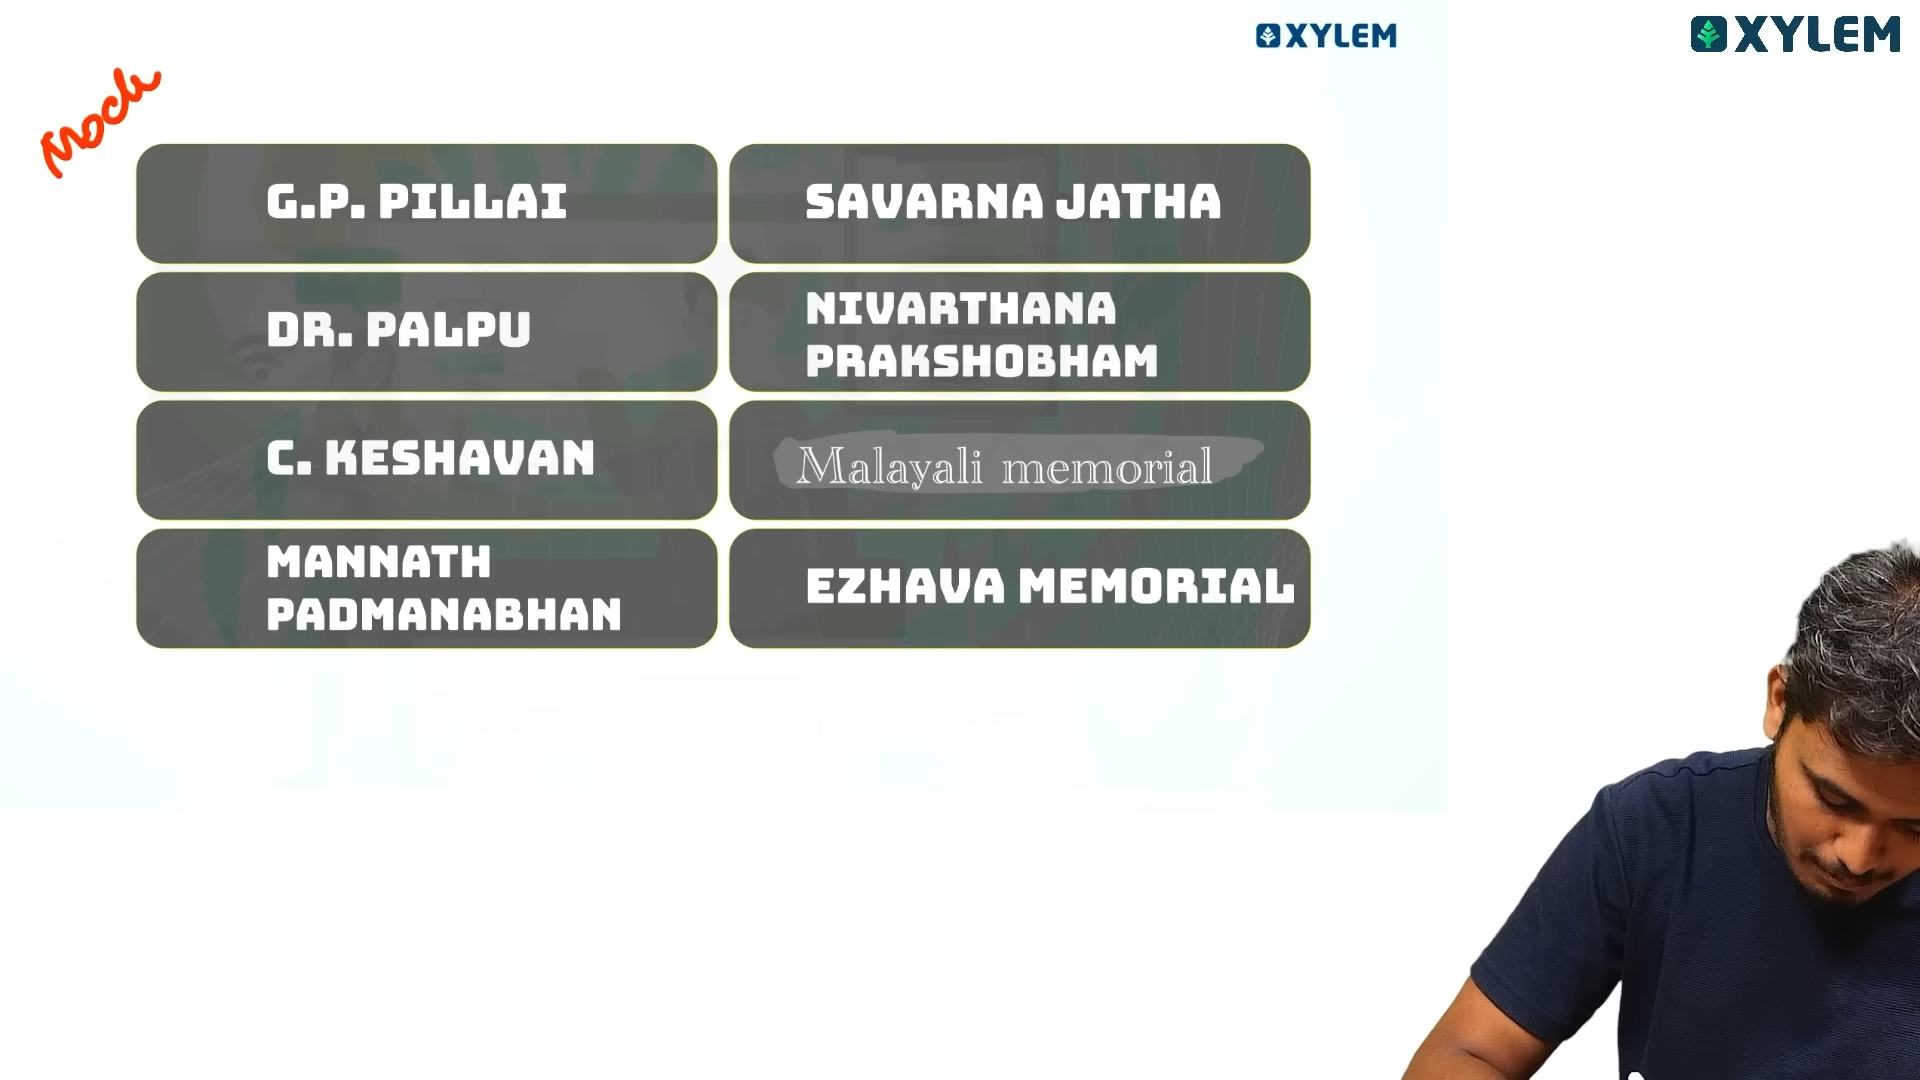 XYLEM
XYLEM
Mock
G.P. PILLAI
SAVARNA JATHA
DR. PALPU
NIVARTHANA
PRAKSHOBHAM
C. KESHAVAN
Malayali memorial
MANNATH
PADMANABHAN
EZHAVA MEMORIAL